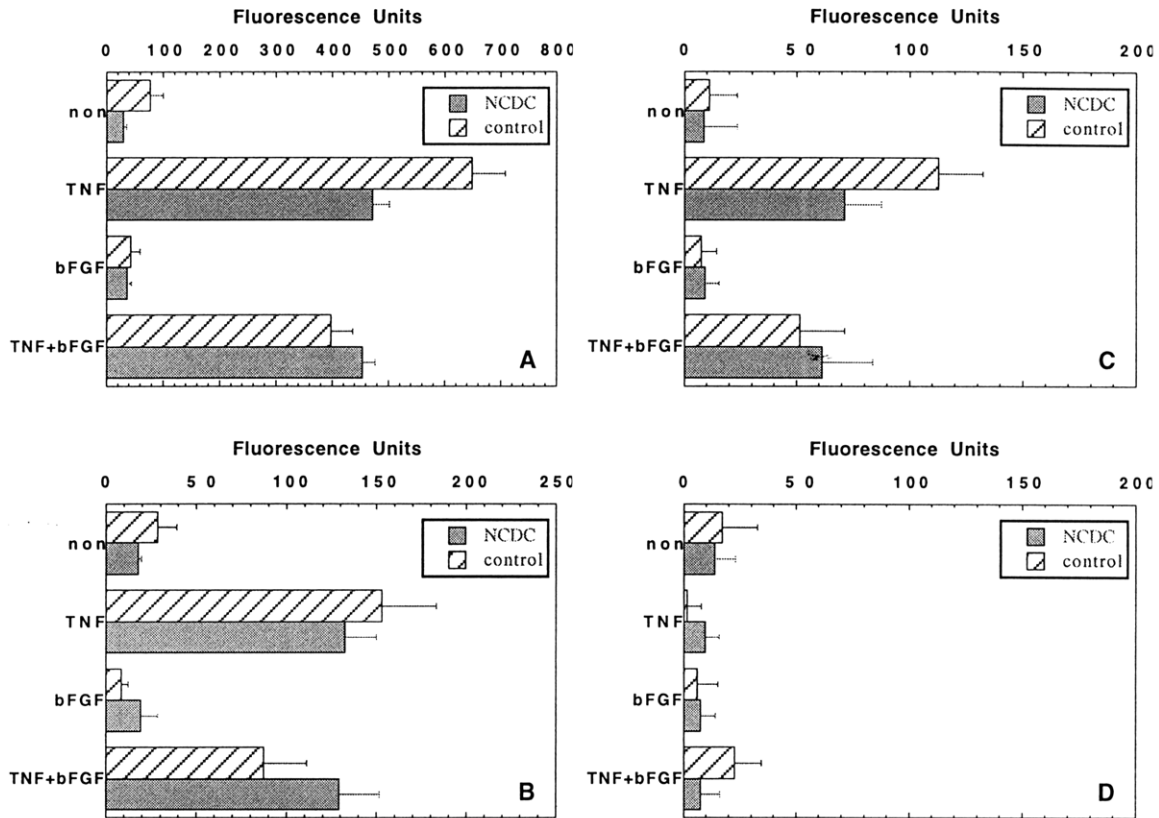 Fluorescence Units
0 100 200 300 400 500 600 700 800
non
TNF
bFGF
TNF+bFGF
NCDC
control
A
Fluorescence Units
0 50 100 150 200
non
TNF
bFGF
TNF+bFGF
NCDC
control
C
Fluorescence Units
0 50 100 150 200 250
non
TNF
bFGF
TNF+bFGF
NCDC
control
B
Fluorescence Units
0 50 100 150 200
non
TNF
bFGF
TNF+bFGF
NCDC
control
D